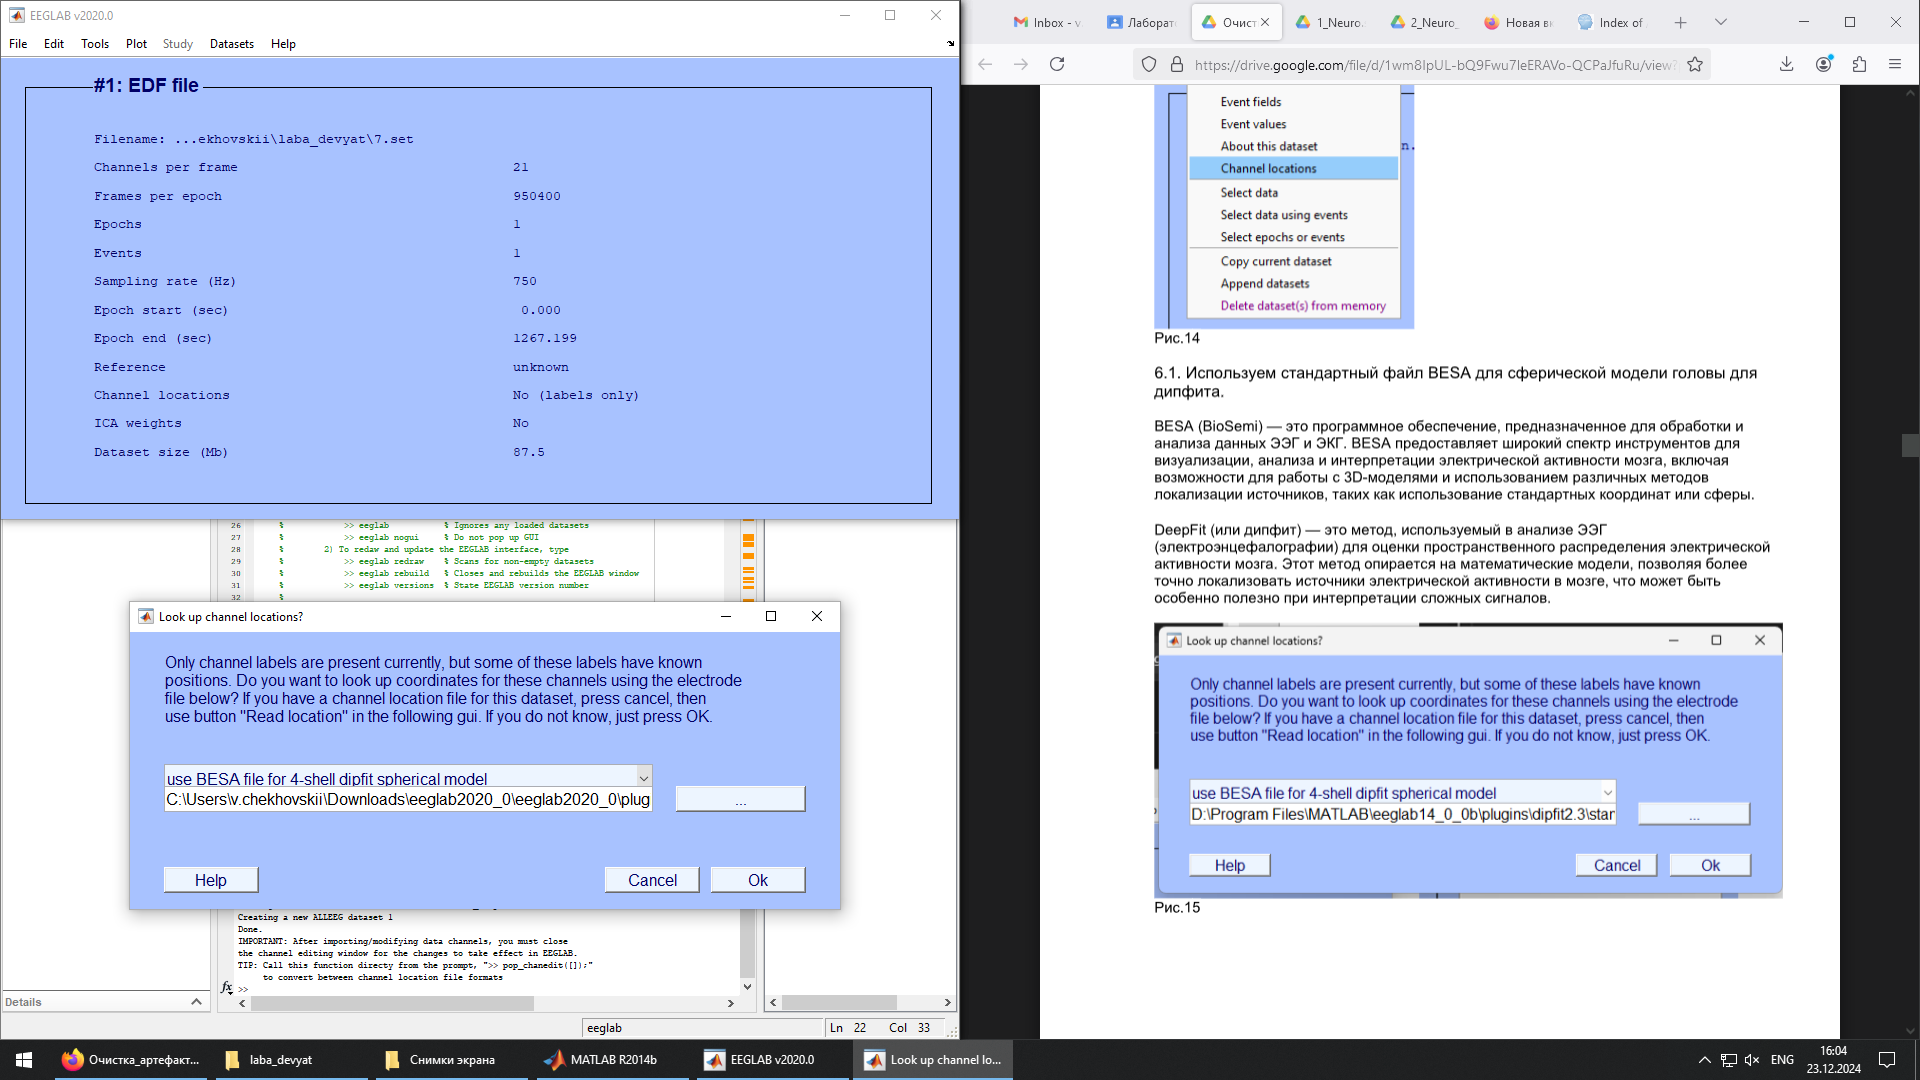 EEGLAB v2020.0
File Edit Tools Plot Study Datasets Help
#1: EDF file
Filename: ...ekhovskii\laba_devyat\7.set
Channels per frame 21
Frames per epoch 950400
Epochs 1
Events 1
Sampling rate (Hz) 750
Epoch start (sec) 0.000
Epoch end (sec) 1267.199
Reference unknown
Channel locations No (labels only)
ICA weights No
Dataset size (Mb) 87.5
26 % >> eeglab % Ignores any loaded datasets
27 % >> eeglab nogui % Do not pop up GUI
28 % 2) To redaw and update the EEGLAB interface, type
29 % >> eeglab redraw % Scans for non-empty datasets
30 % >> eeglab rebuild % Closes and rebuilds the EEGLAB window
31 % >> eeglab versions % State EEGLAB version number
32 %
Look up channel locations?
Only channel labels are present currently, but some of these labels have known
positions. Do you want to look up coordinates for these channels using the electrode
file below? If you have a channel location file for this dataset, press cancel, then
use button "Read location" in the following gui. If you do not know, just press OK.
use BESA file for 4-shell dipfit spherical model
C:\Users\v.chekhovskii\Downloads\eeglab2020_0\eeglab2020_0\plug
...
Help Cancel Ok
Creating a new ALLEEG dataset 1
Done.
IMPORTANT: After importing/modifying data channels, you must close
the channel editing window for the changes to take effect in EEGLAB.
TIP: Call this function directy from the prompt, ">> pop_chanedit([]);"
to convert between channel location file formats
fx >>
Details
eeglab Ln 22 Col 33
Inbox - v
Лаборат
Очист
1_Neuro.
2_Neuro_
Новая вк
Index of
https://drive.google.com/file/d/1wm8IpUL-bQ9Fwu7leERAVo-QCPaJfuRu/view?
Event fields
Event values
About this dataset
n.
Channel locations
Select data
Select data using events
Select epochs or events
Copy current dataset
Append datasets
Delete dataset(s) from memory
Рис.14
6.1. Используем стандартный файл BESA для сферической модели головы для
дипфита.
BESA (BioSemi) — это программное обеспечение, предназначенное для обработки и
анализа данных ЭЭГ и ЭКГ. BESA предоставляет широкий спектр инструментов для
визуализации, анализа и интерпретации электрической активности мозга, включая
возможности для работы с 3D-моделями и использованием различных методов
локализации источников, таких как использование стандартных координат или сферы.
DeepFit (или дипфит) — это метод, используемый в анализе ЭЭГ
(электроэнцефалографии) для оценки пространственного распределения электрической
активности мозга. Этот метод опирается на математические модели, позволяя более
точно локализовать источники электрической активности в мозге, что может быть
особенно полезно при интерпретации сложных сигналов.
Look up channel locations?
Only channel labels are present currently, but some of these labels have known
positions. Do you want to look up coordinates for these channels using the electrode
file below? If you have a channel location file for this dataset, press cancel, then
use button "Read location" in the following gui. If you do not know, just press OK.
use BESA file for 4-shell dipfit spherical model
D:\Program Files\MATLAB\eeglab14_0_0b\plugins\dipfit2.3\star
...
Help Cancel Ok
Рис.15
Очистка_артефакт...
laba_devyat
Снимки экрана
MATLAB R2014b
EEGLAB v2020.0
Look up channel lo...
ENG
16:04
23.12.2024